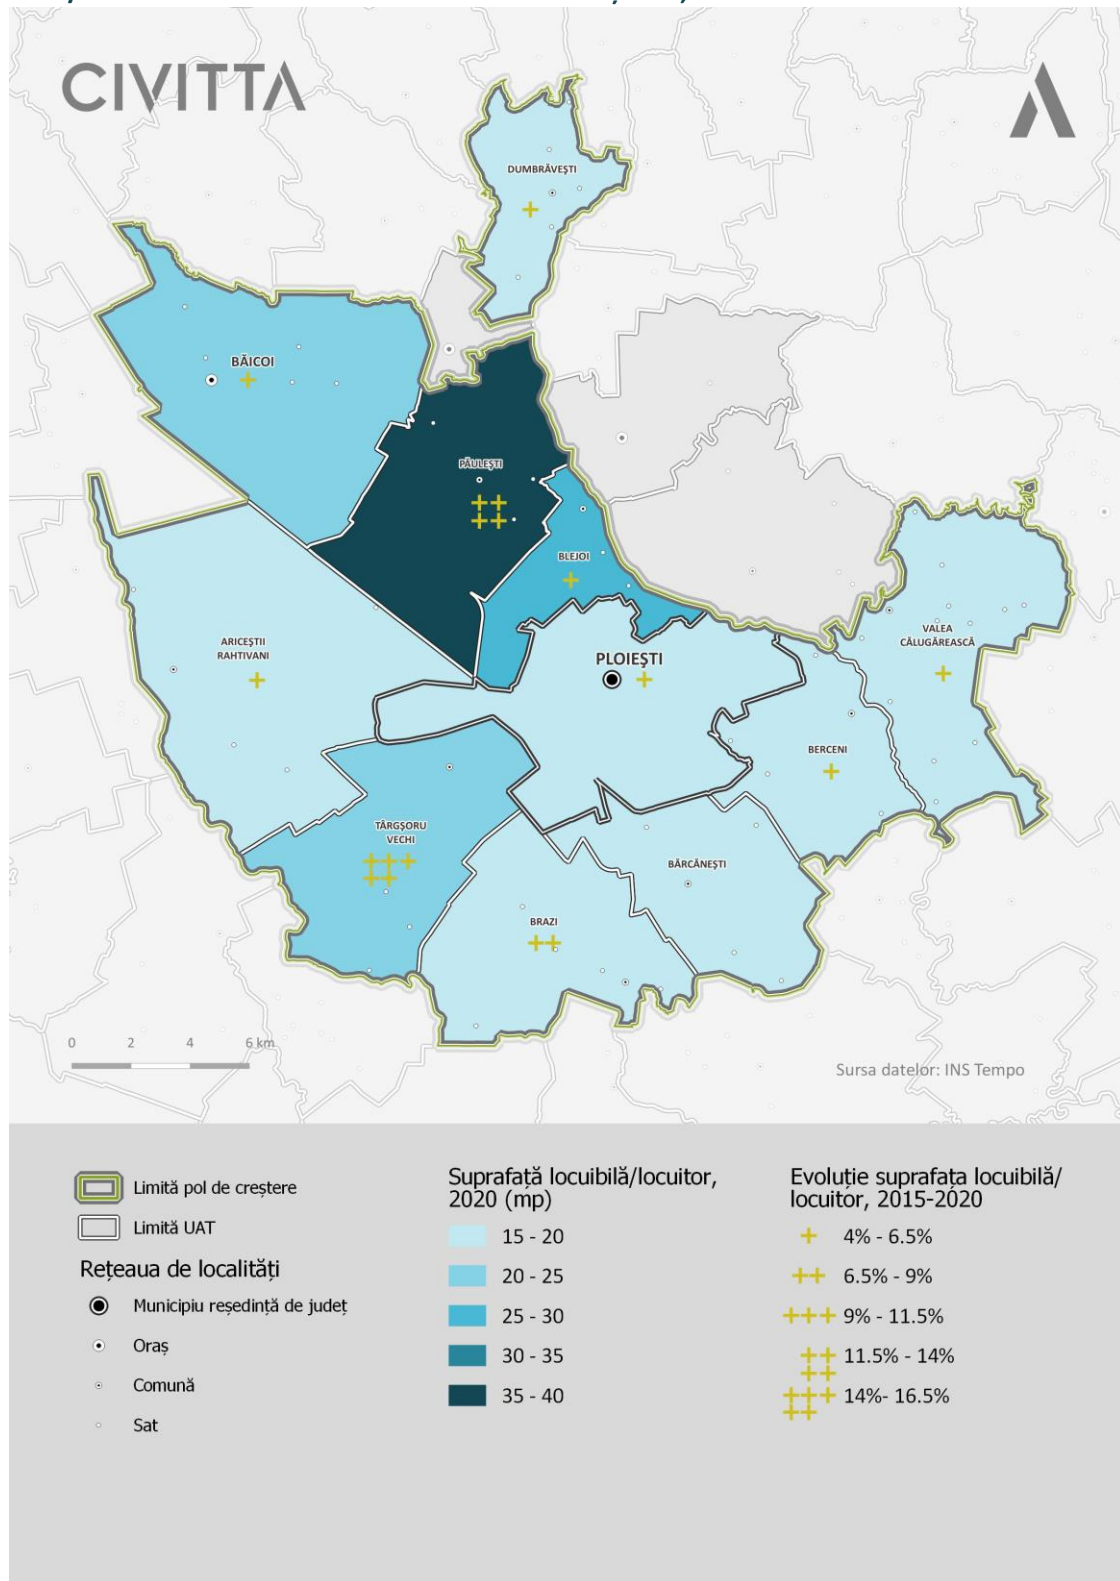 CIVITTA
DUMBRĂVEȘTI
BĂICOI
PĂULEȘTI
BLEJOI
ARICEȘTII
RAHTIVANI
PLOIEȘTI
VALEA
CĂLUGĂREASCĂ
BERCENI
TÂRGȘORU
VECHI
BĂRCĂNEȘTI
BRAZI
0 2 4 6 km
Sursa datelor: INS Tempo
Limită pol de creștere
Limită UAT
Rețeaua de localități
Municipiu reședință de județ
Oraș
Comună
Sat
Suprafață locuibilă/locuitor,
2020 (mp)
15 - 20
20 - 25
25 - 30
30 - 35
35 - 40
Evoluție suprafața locuibilă/
locuitor, 2015-2020
4% - 6.5%
6.5% - 9%
9% - 11.5%
11.5% - 14%
14%- 16.5%